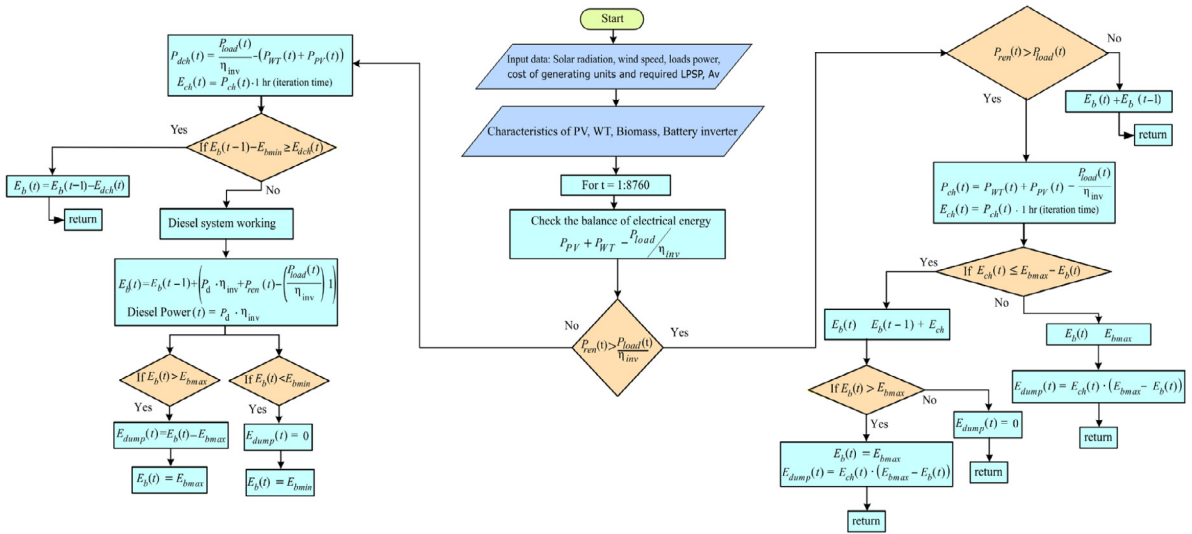 Start
Input data: Solar radiation, wind speed, loads power,
cost of generating units and required LPSP, Av
Characteristics of PV, WT, Biomass, Battery inverter
For t = 1:8760
Check the balance of electrical energy
P_PV + P_WT − P_load / η_inv
P_ren(t) > P_load(t) / η_inv
No
Yes
P_dch(t) = P_load(t) / η_inv − (P_WT(t) + P_PV(t))
E_ch(t) = P_ch(t) · 1 hr (iteration time)
If E_b(t−1) − E_bmin ≥ E_dch(t)
Yes
No
E_b(t) = E_b(t−1) − E_dch(t)
return
Diesel system working
E_b(t) = E_b(t−1) + (P_d · η_inv + P_ren(t) − (P_load(t) / η_inv) 1)
Diesel Power(t) = P_d · η_inv
If E_b(t) > E_bmax
If E_b(t) < E_bmin
Yes
Yes
E_dump(t) = E_b(t) − E_bmax
E_dump(t) = 0
E_b(t) = E_bmax
E_b(t) = E_bmin
P_ren(t) > P_load(t)
No
Yes
E_b(t) + E_b(t−1)
return
P_ch(t) = P_WT(t) + P_PV(t) − P_load(t) / η_inv
E_ch(t) = P_ch(t) · 1 hr (iteration time)
If E_ch(t) ≤ E_bmax − E_b(t)
Yes
No
E_b(t) E_b(t−1) + E_ch
E_b(t) E_bmax
E_dump(t) = E_ch(t) · (E_bmax − E_b(t))
return
If E_b(t) > E_bmax
No
Yes
E_dump(t) = 0
return
E_b(t) = E_bmax
E_dump(t) = E_ch(t) · (E_bmax − E_b(t))
return